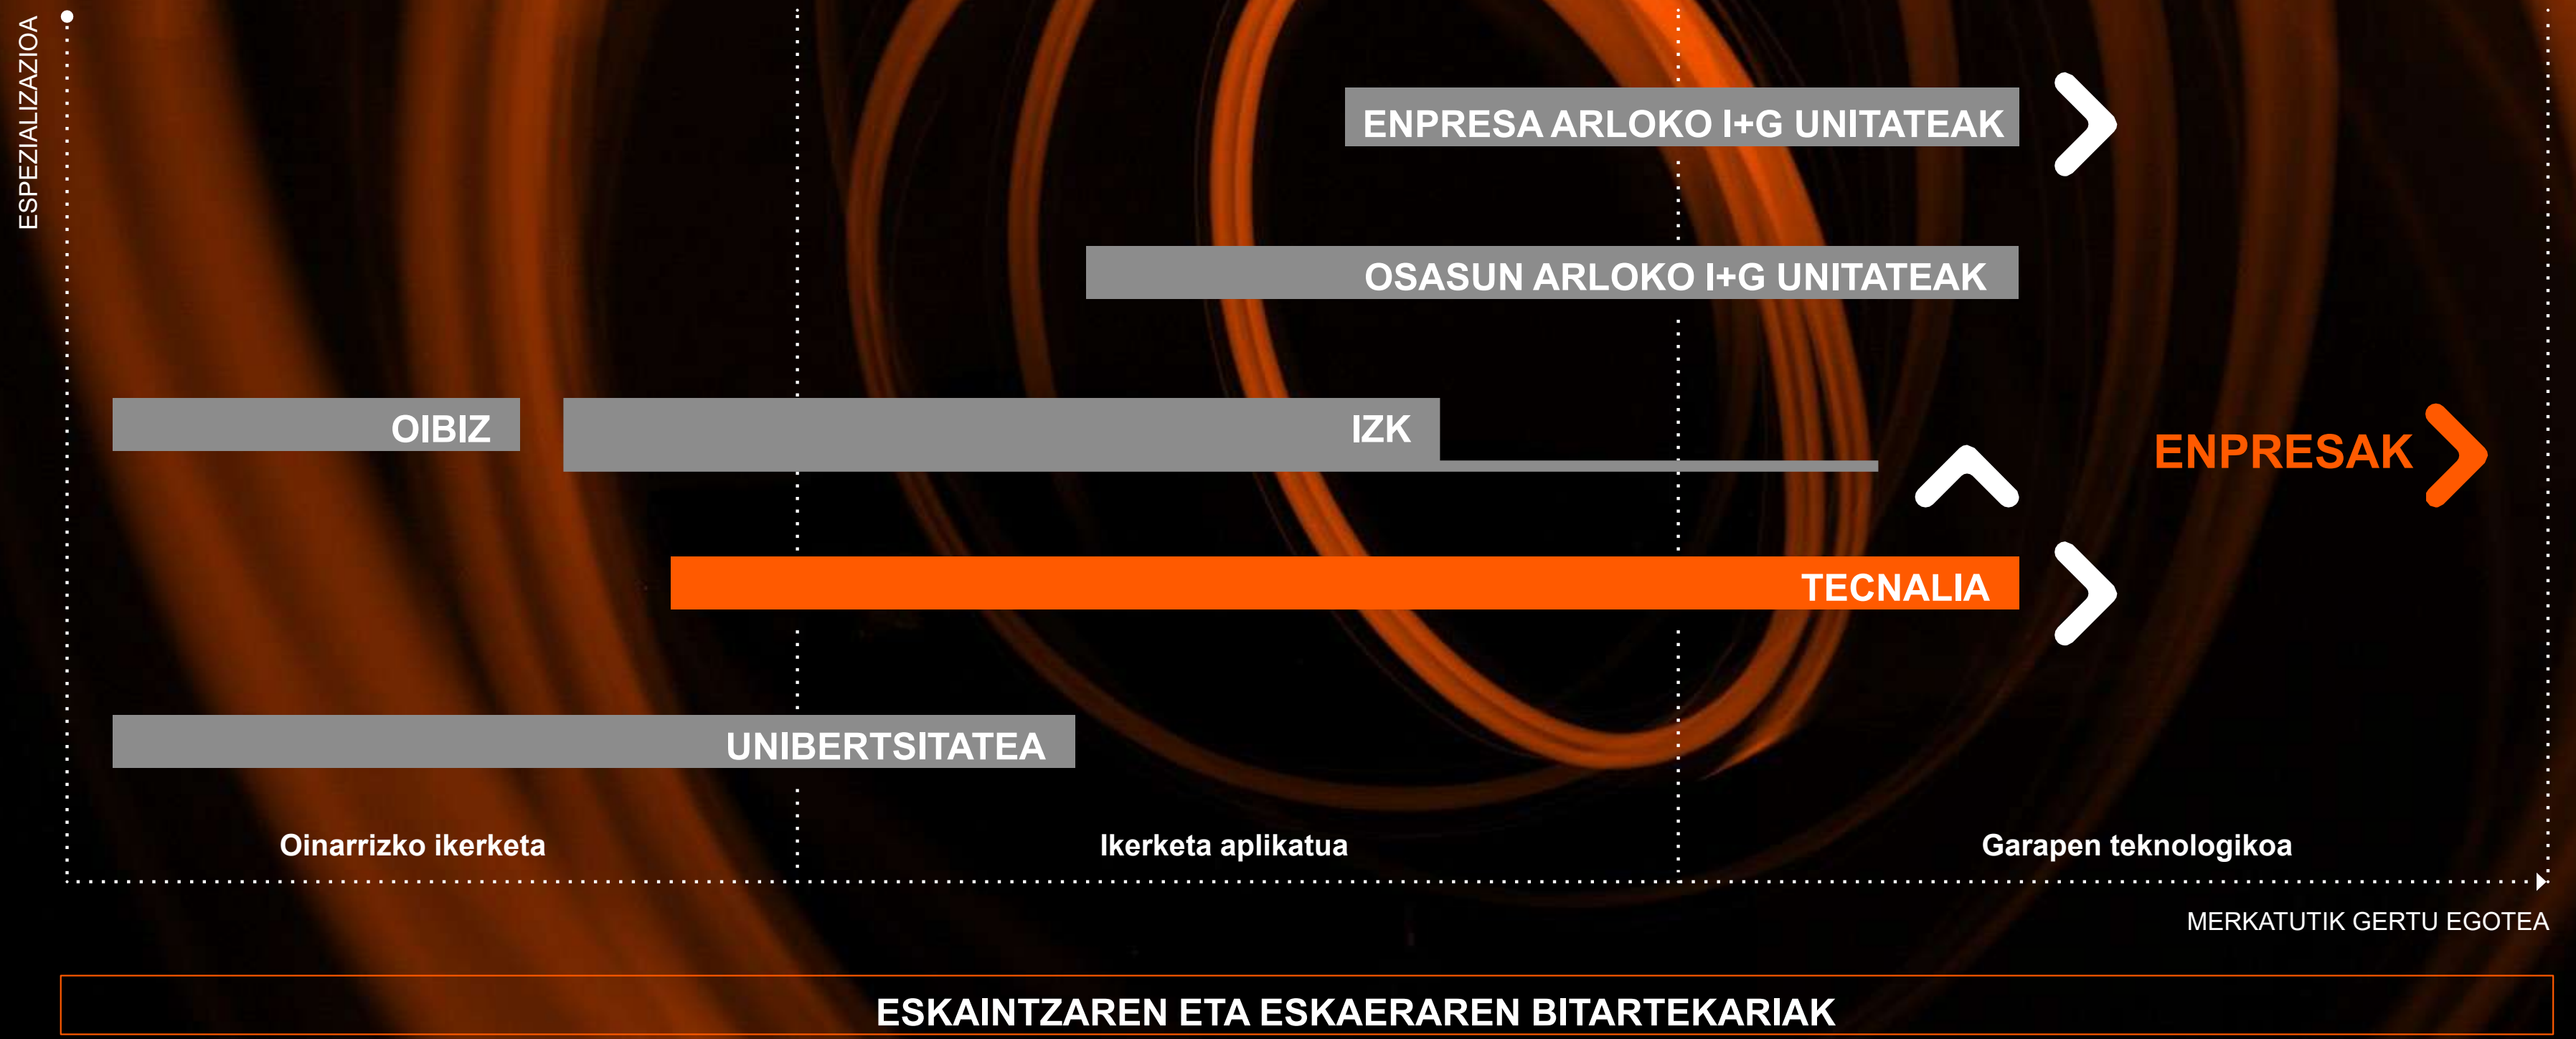 ESPEZIALIZAZIOA
ENPRESA ARLOKO I+G UNITATEAK
OSASUN ARLOKO I+G UNITATEAK
OIBIZ
IZK
ENPRESAK
TECNALIA
UNIBERTSITATEA
Oinarrizko ikerketa
Ikerketa aplikatua
Garapen teknologikoa
MERKATUTIK GERTU EGOTEA
ESKAINTZAREN ETA ESKAERAREN BITARTEKARIAK